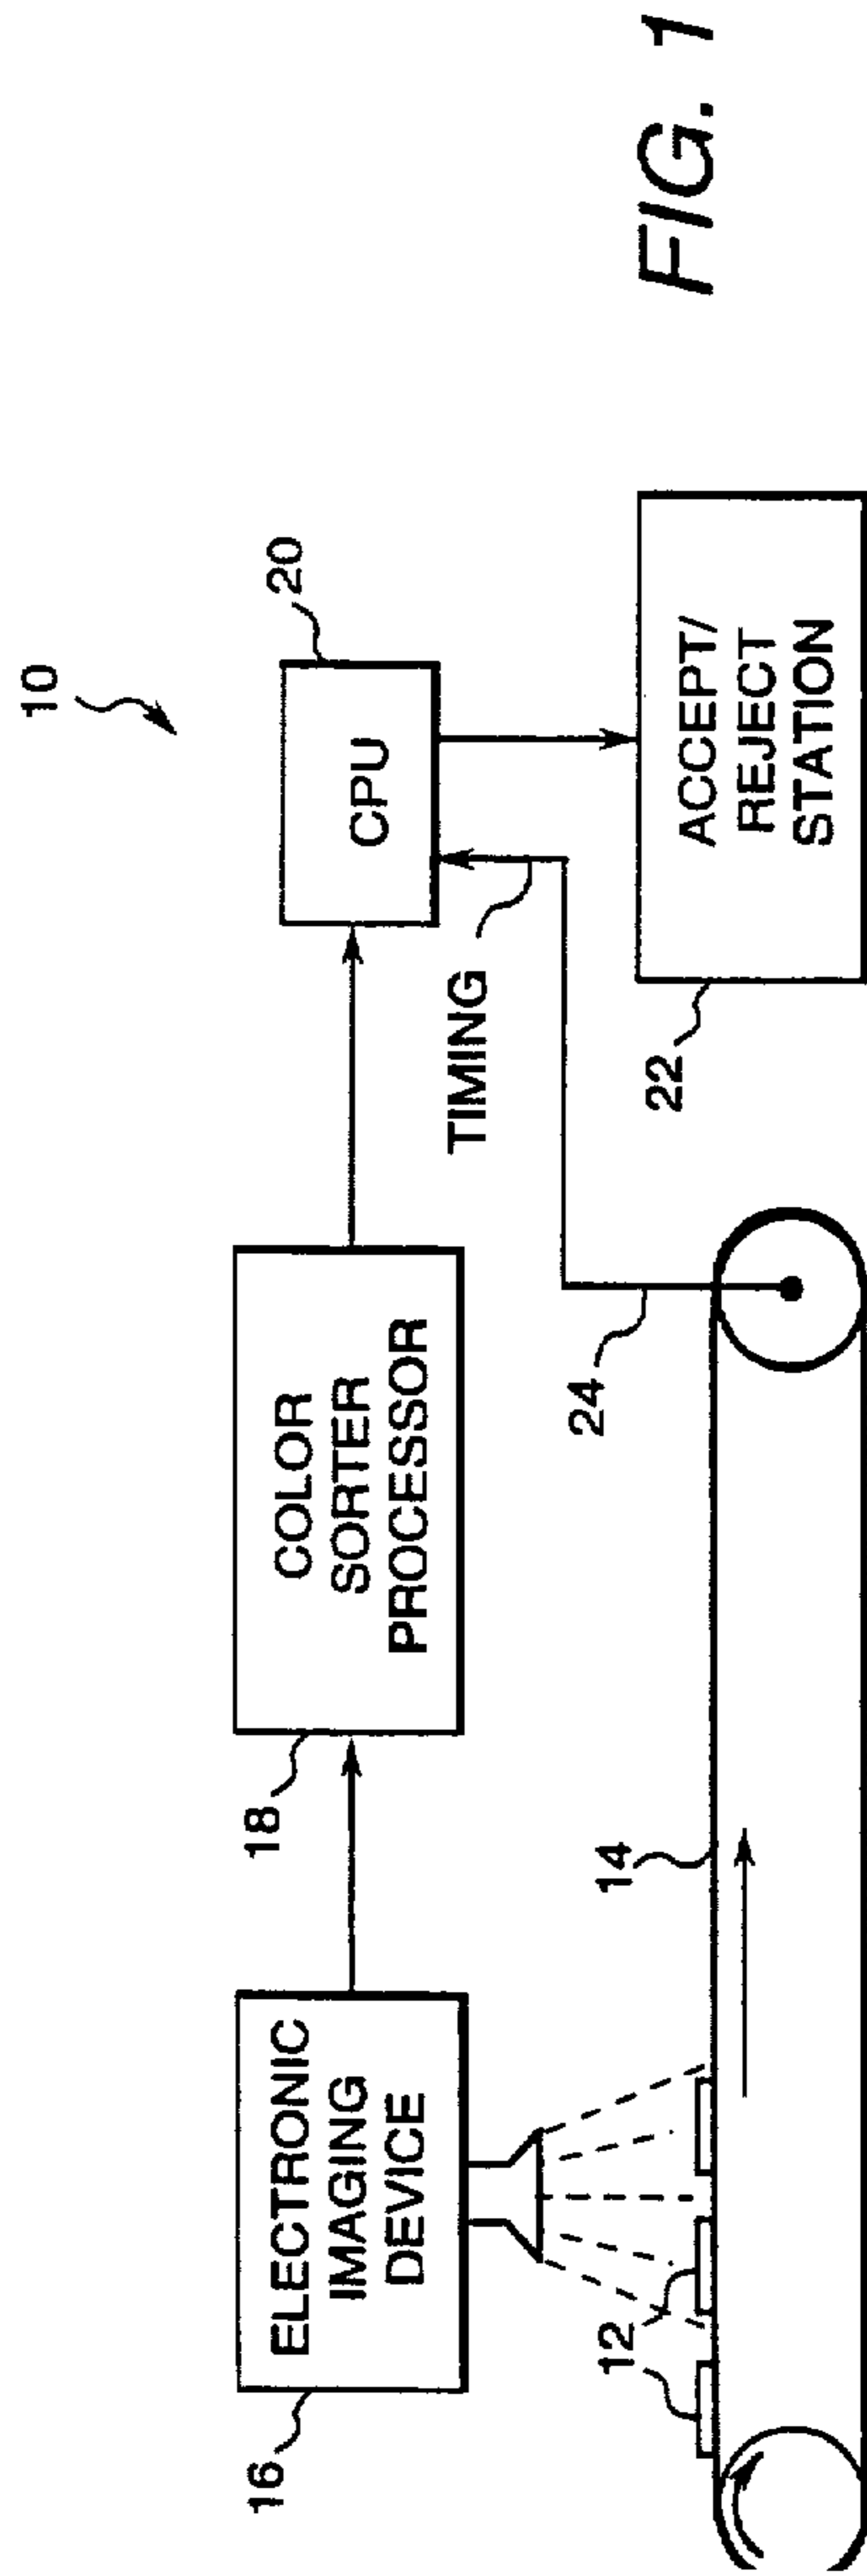 10
20
CPU
TIMING
18
COLOR
SORTER
PROCESSOR
16
ELECTRONIC
IMAGING
DEVICE
12
14
24
22
ACCEPT/
REJECT
STATION
FIG. 1